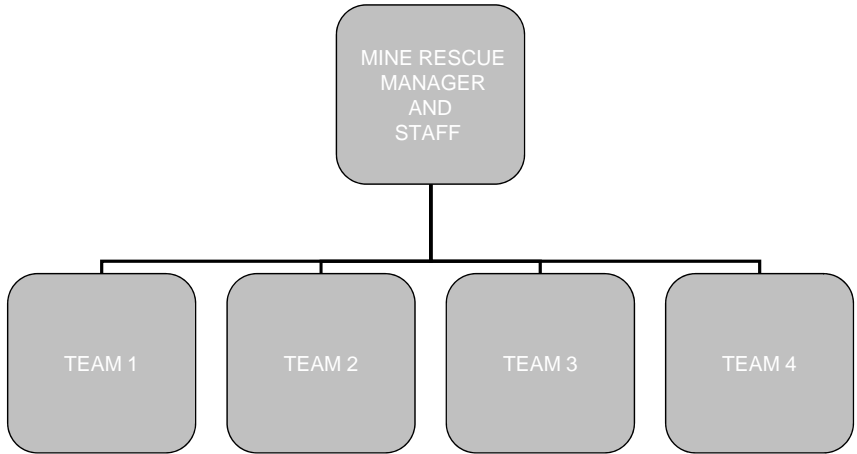 MINE RESCUE
MANAGER
AND
STAFF
TEAM 1
TEAM 2
TEAM 3
TEAM 4